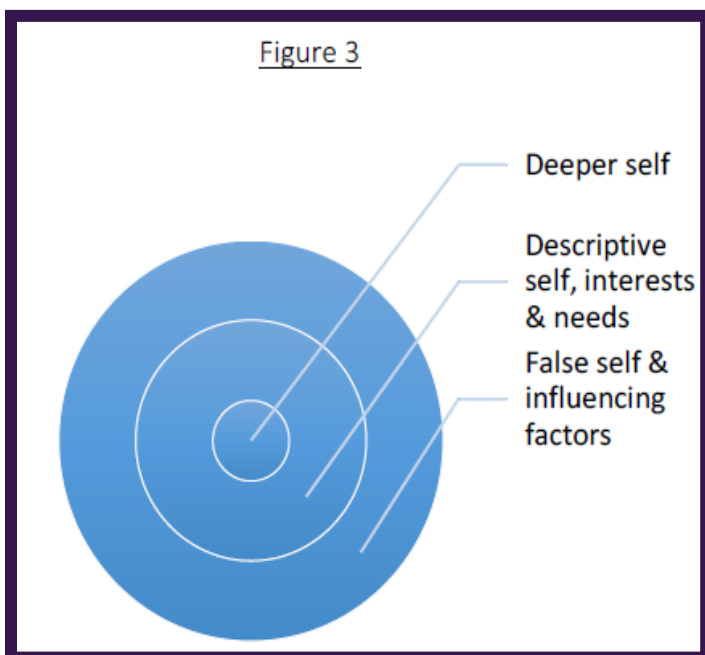 Figure 3
Deeper self
Descriptive
self, interests
& needs
False self &
influencing
factors